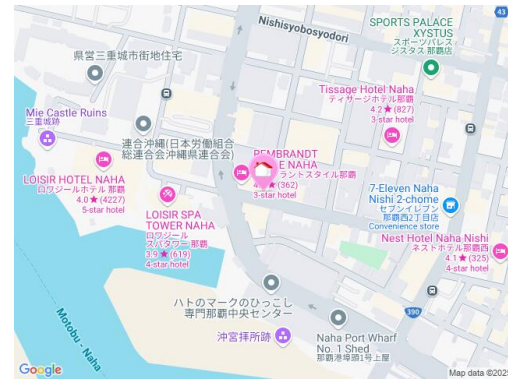 43
Nishisyobosyodori
SPORTS PALACE
XYSTUS
スポーツパレス
ジスタス 那覇店
県営三重城市街地住宅
Tissage Hotel Naha
ティサージホテル那覇
4.2★(827)
3-star hotel
Mie Castle Ruins
三重城跡
連合沖縄(日本労働組合
総連合会沖縄県連合会)
REMBRANDT
E NAHA
ラントスタイル那覇
(362)
3-star hotel
LOISIR HOTEL NAHA
ロワジールホテル 那覇
4.0★(4227)
5-star hotel
7-Eleven Naha
Nishi 2-chome
セブンイレブン
那覇西2丁目店
Convenience store
LOISIR SPA
TOWER NAHA
ロワジール
スパタワー 那覇
3.9★(619)
4-star hotel
Nest Hotel Naha Nishi
ネストホテル那覇西
4.1★(325)
4-star hotel
ハトのマークのひっこし
専門那覇中央センター
Motobu - Naha
390
沖宮拝所跡
Naha Port Wharf
No. 1 Shed
那覇港埠頭1号上屋
Google
Map data ©2025